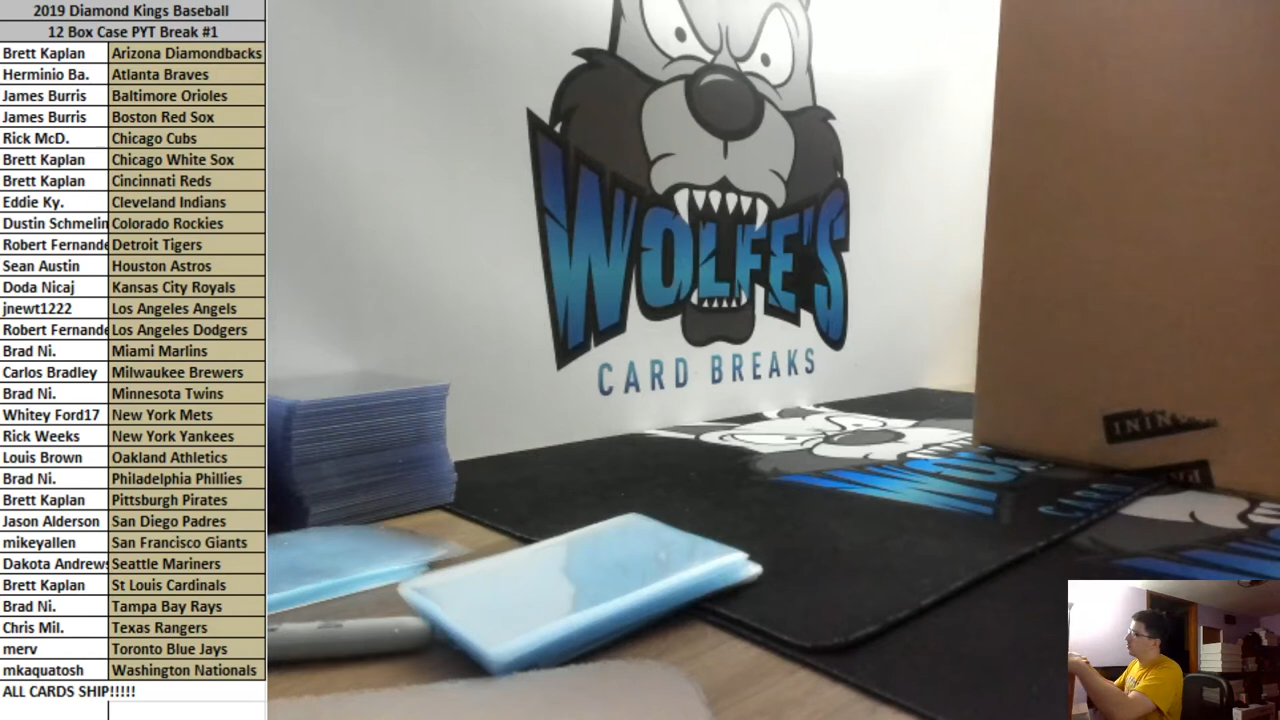 2019 Diamond Kings Baseball
12 Box Case PYT Break #1
Brett Kaplan Arizona Diamondbacks
Herminio Ba. Atlanta Braves
James Burris Baltimore Orioles
James Burris Boston Red Sox
Rick McD. Chicago Cubs
Brett Kaplan Chicago White Sox
Brett Kaplan Cincinnati Reds
Eddie Ky. Cleveland Indians
Dustin Schmelin Colorado Rockies
Robert Fernande Detroit Tigers
Sean Austin Houston Astros
Doda Nicaj Kansas City Royals
jnewt1222 Los Angeles Angels
Robert Fernande Los Angeles Dodgers
Brad Ni. Miami Marlins
Carlos Bradley Milwaukee Brewers
Brad Ni. Minnesota Twins
Whitey Ford17 New York Mets
Rick Weeks New York Yankees
Louis Brown Oakland Athletics
Brad Ni. Philadelphia Phillies
Brett Kaplan Pittsburgh Pirates
Jason Alderson San Diego Padres
mikeyallen San Francisco Giants
Dakota Andrews Seattle Mariners
Brett Kaplan St Louis Cardinals
Brad Ni. Tampa Bay Rays
Chris Mil. Texas Rangers
merv Toronto Blue Jays
mkaquatosh Washington Nationals
ALL CARDS SHIP!!!!!
WOLFE'S
CARD BREAKS